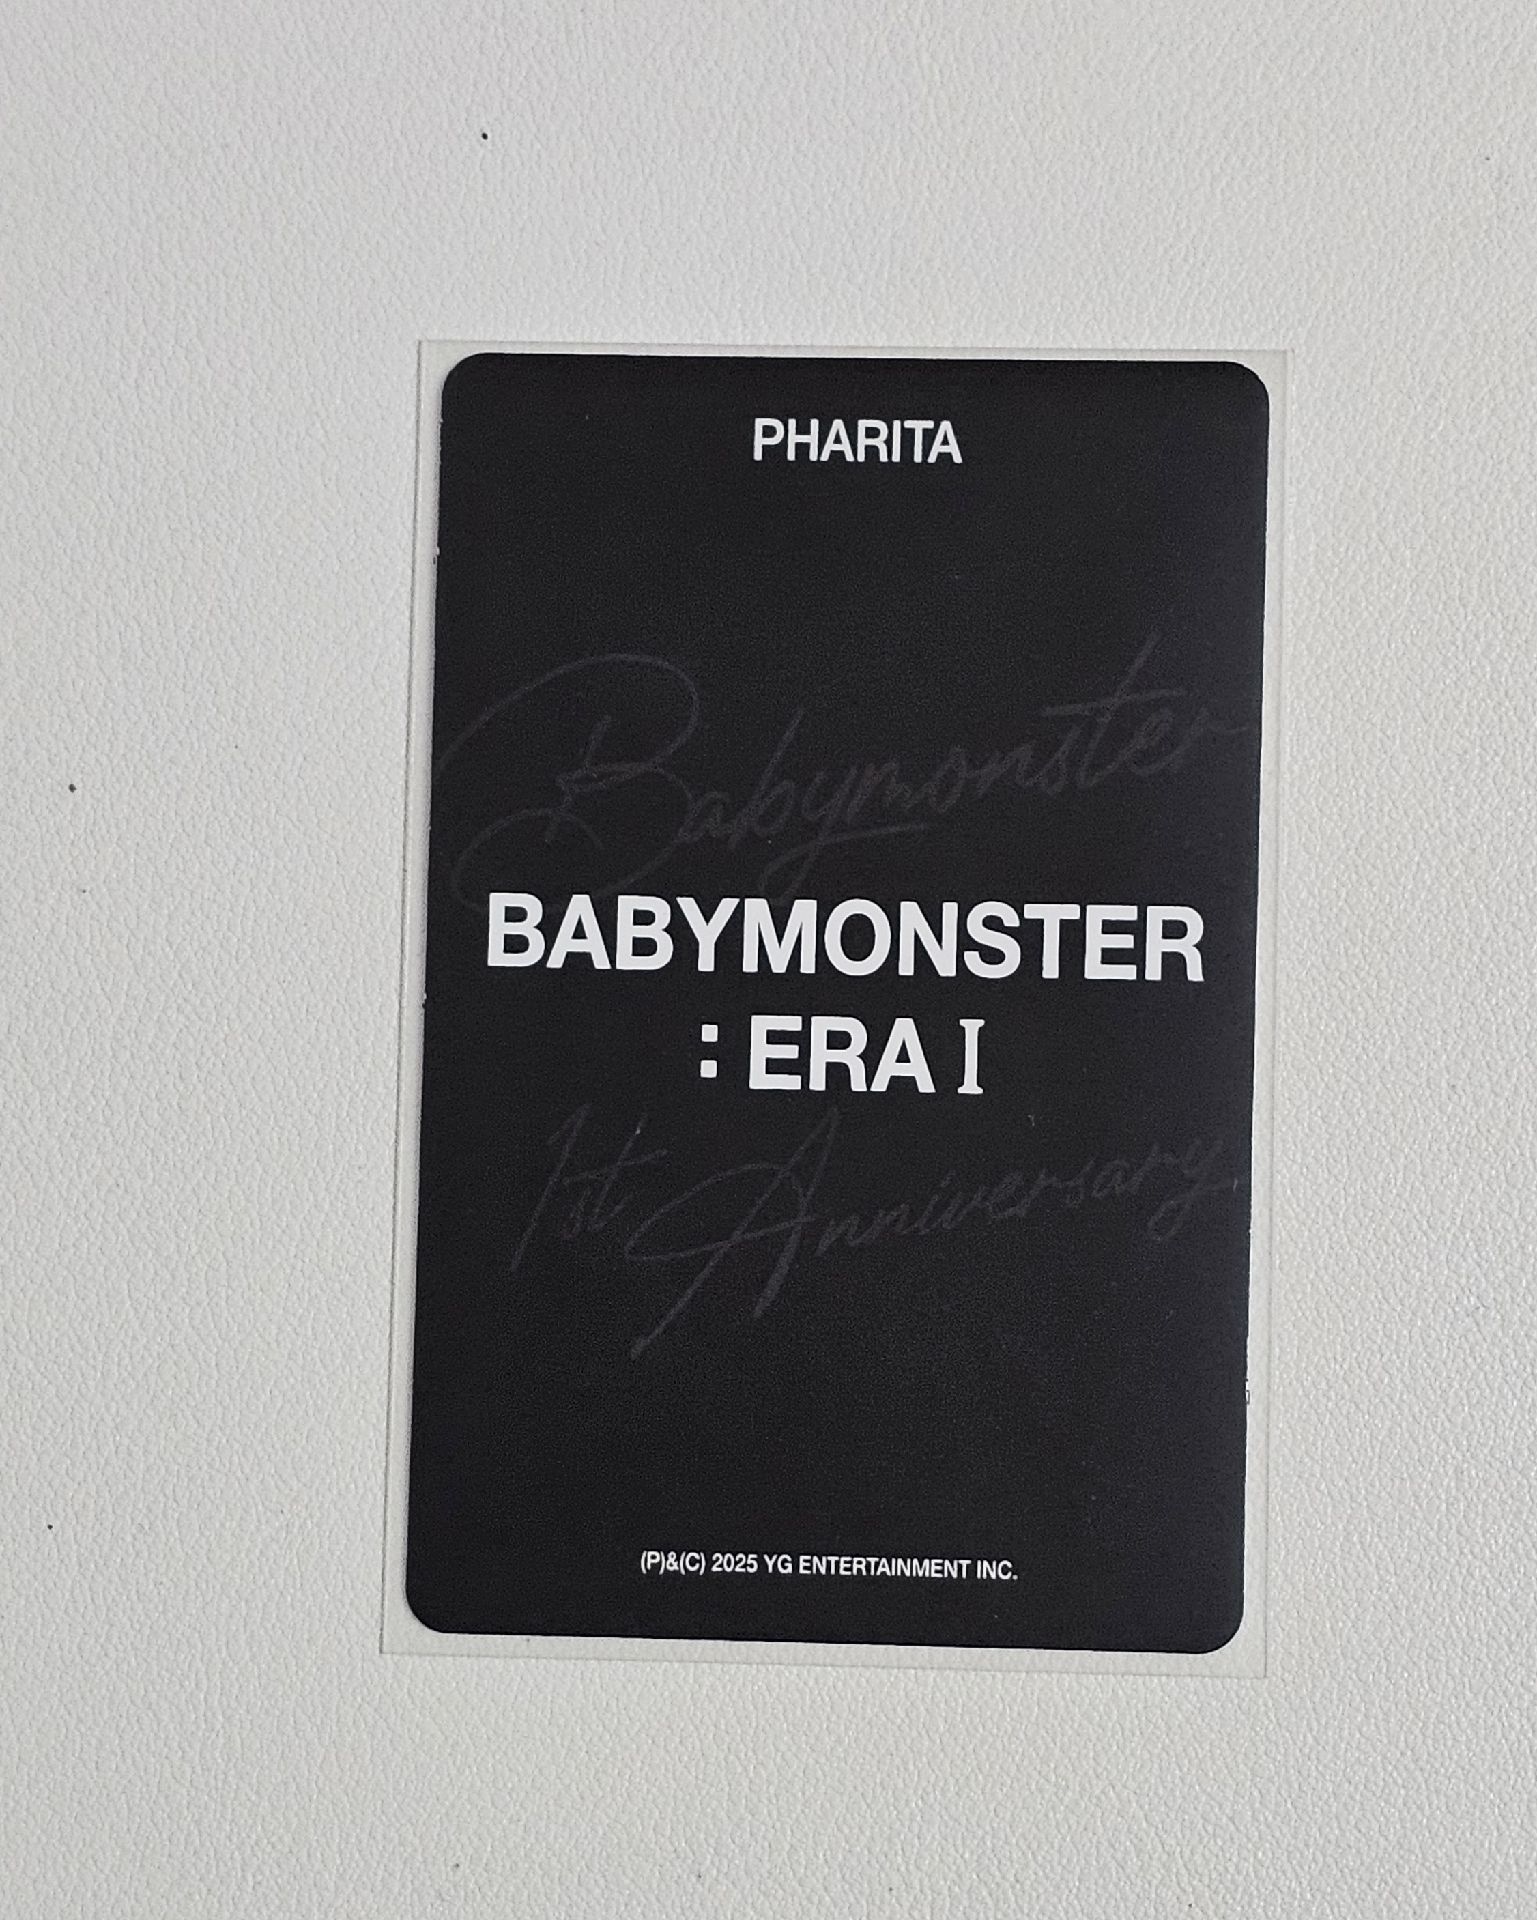 PHARITA
Babymonster
BABYMONSTER
: ERA I
1st Anniversary
(P)&(C) 2025 YG ENTERTAINMENT INC.